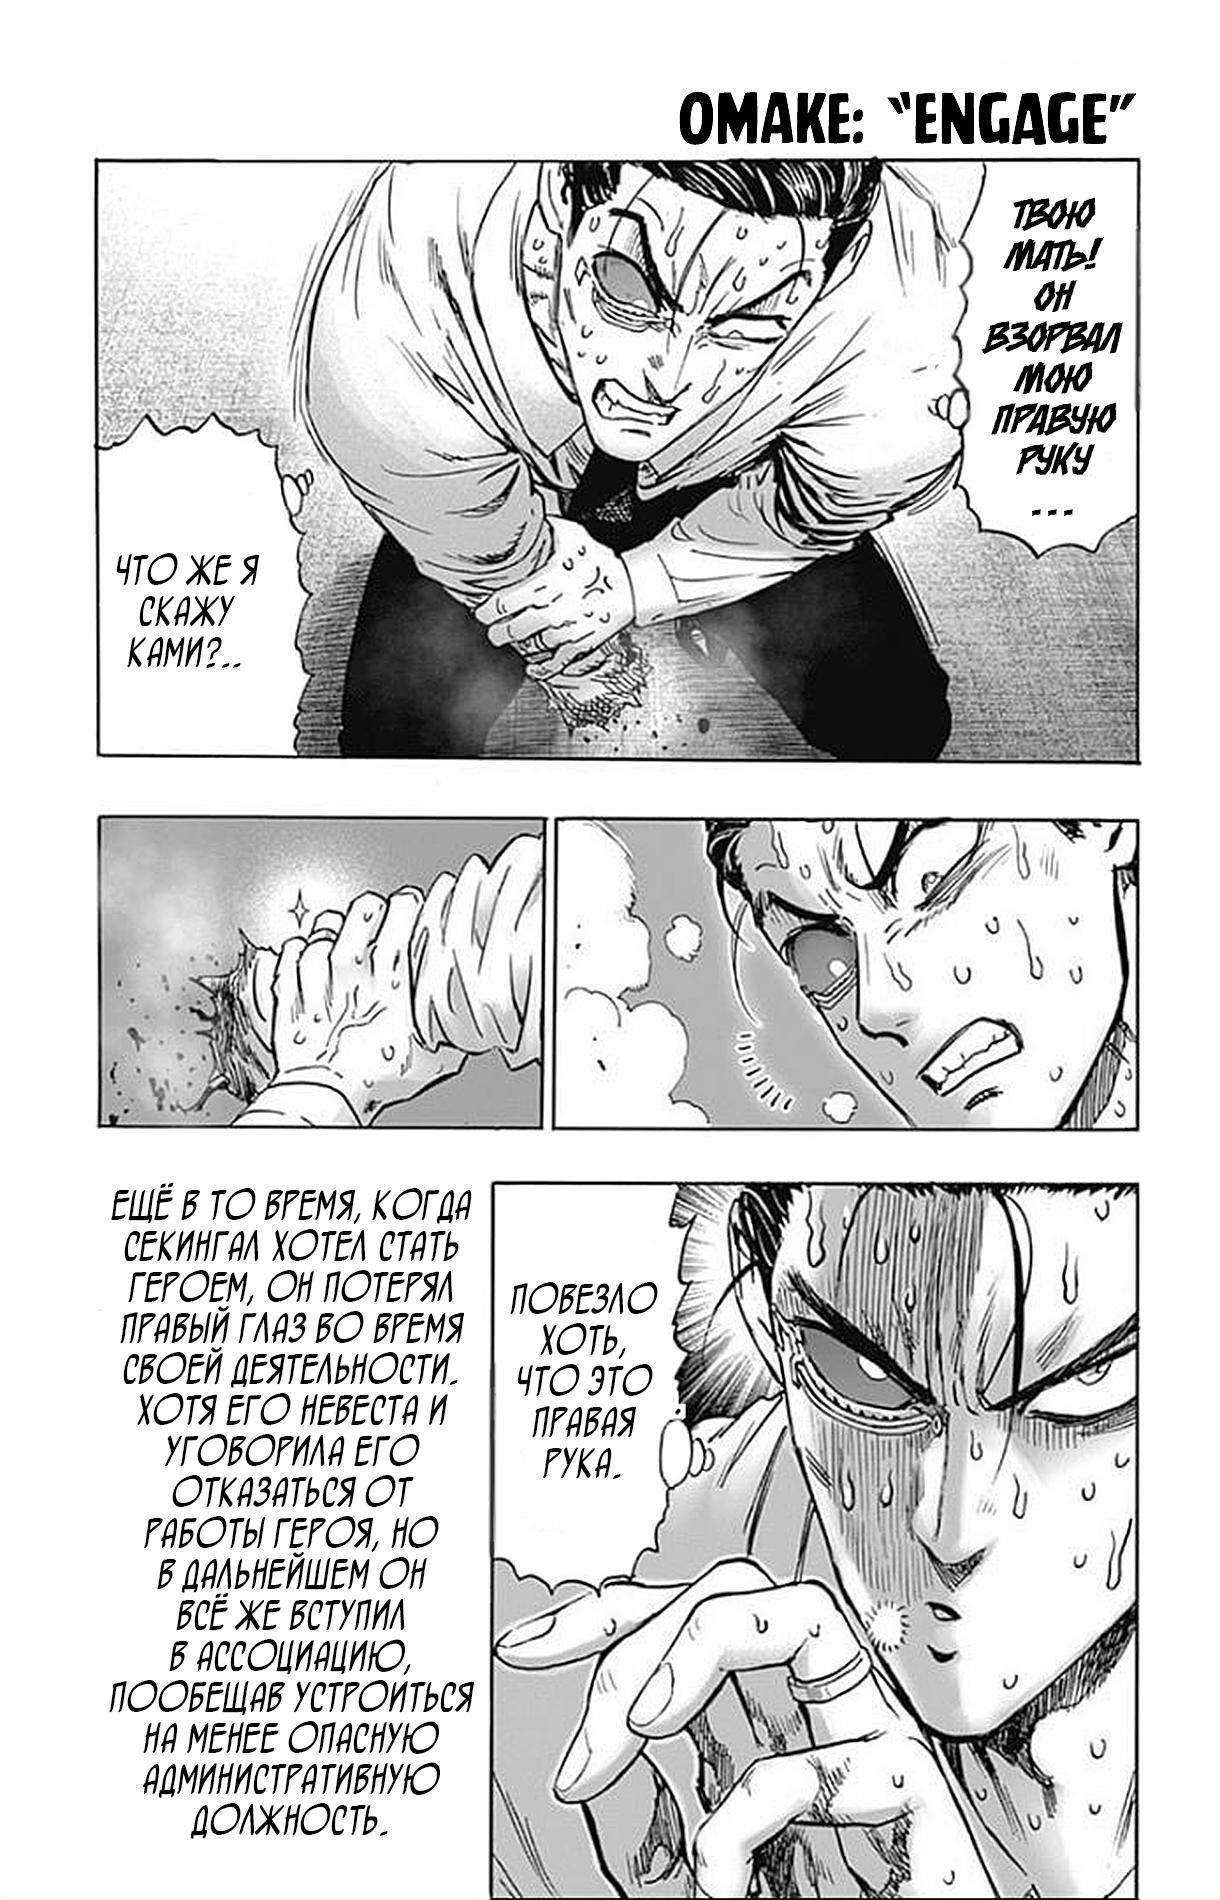 OMAKE: “ENGAGE”
ТВОЮ
МАТЬ!
ОН
ВЗОРВАЛ
МОЮ
ПРАВУЮ
РУКУ
...
ЧТО ЖЕ Я
СКАЖУ
КАМИ?..
ПОВЕЗЛО
ХОТЬ,
ЧТО ЭТО
ПРАВАЯ
РУКА.
ЕЩЁ В ТО ВРЕМЯ, КОГДА
СЕКИНГАЛ ХОТЕЛ СТАТЬ
ГЕРОЕМ, ОН ПОТЕРЯЛ
ПРАВЫЙ ГЛАЗ ВО ВРЕМЯ
СВОЕЙ ДЕЯТЕЛЬНОСТИ.
ХОТЯ ЕГО НЕВЕСТА И
УГОВОРИЛА ЕГО
ОТКАЗАТЬСЯ ОТ
РАБОТЫ ГЕРОЯ, НО
В ДАЛЬНЕЙШЕМ ОН
ВСЁ ЖЕ ВСТУПИЛ
В АССОЦИАЦИЮ,
ПООБЕЩАВ УСТРОИТЬСЯ
НА МЕНЕЕ ОПАСНУЮ
АДМИНИСТРАТИВНУЮ
ДОЛЖНОСТЬ.